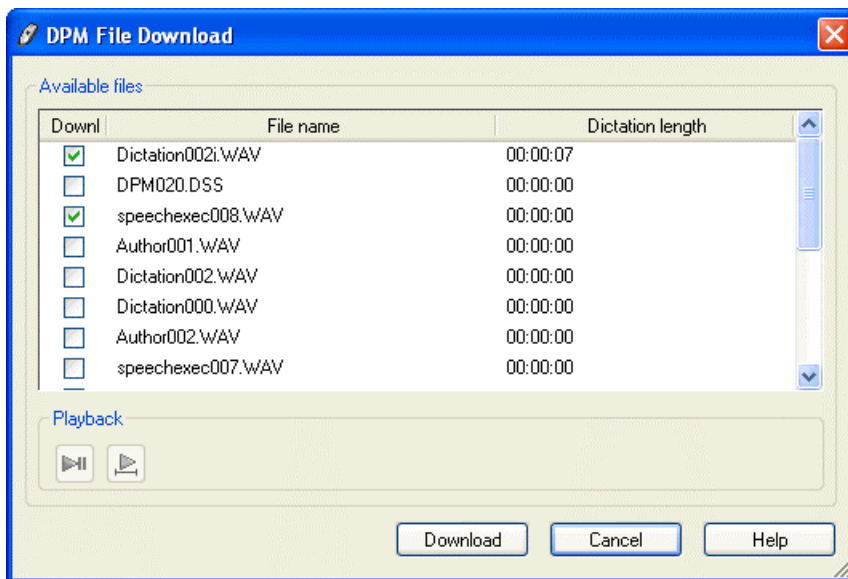 DPM File Download
Available files
Downl File name Dictation length
Dictation002i.WAV 00:00:07
DPM020.DSS 00:00:00
speechexec008.WAV 00:00:00
Author001.WAV 00:00:00
Dictation002.WAV 00:00:00
Dictation000.WAV 00:00:00
Author002.WAV 00:00:00
speechexec007.WAV 00:00:00
Playback
Download Cancel Help